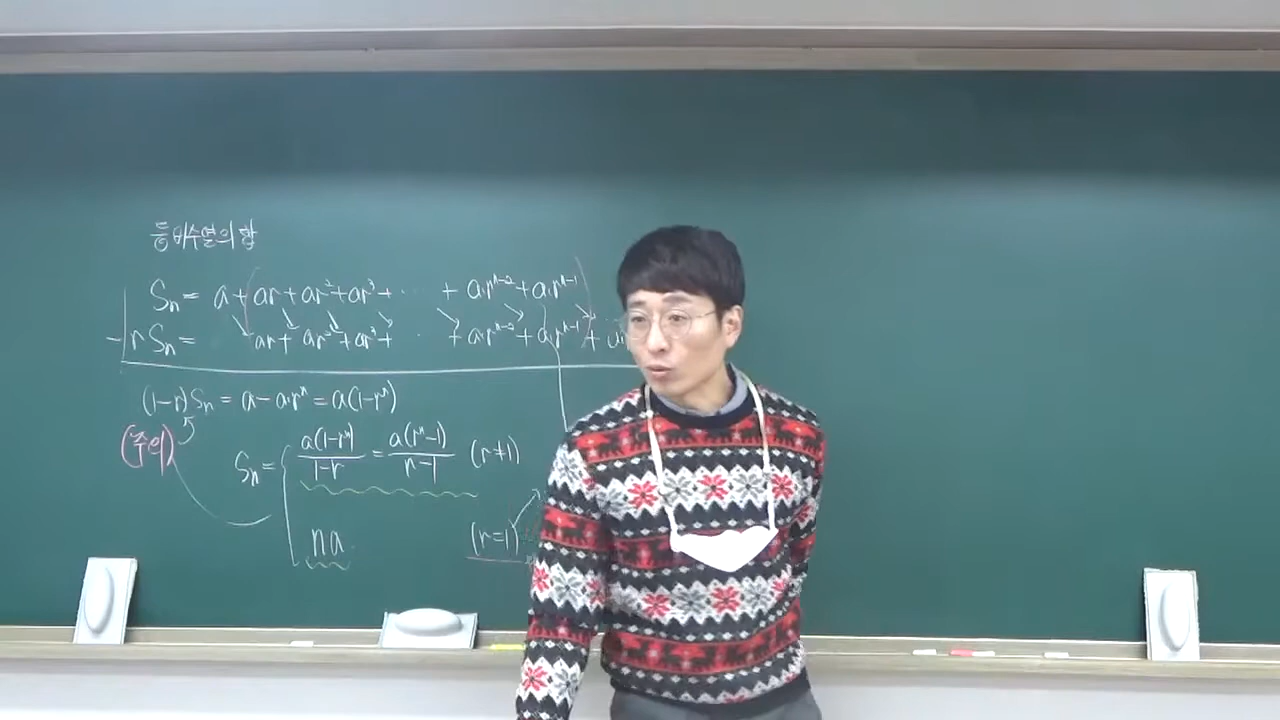 등비수열의 합
Sₙ = a + ar + ar² + ar³ + ⋯ + arⁿ⁻² + arⁿ⁻¹
- rSₙ = ar + ar² + ar³ + ⋯ + arⁿ⁻² + arⁿ⁻¹ +
(1-r)Sₙ = a - arⁿ = a(1-rⁿ)
(주의)
Sₙ = { a(1-rⁿ)/1-r = a(rⁿ-1)/r-1 (r≠1)
na (r=1)